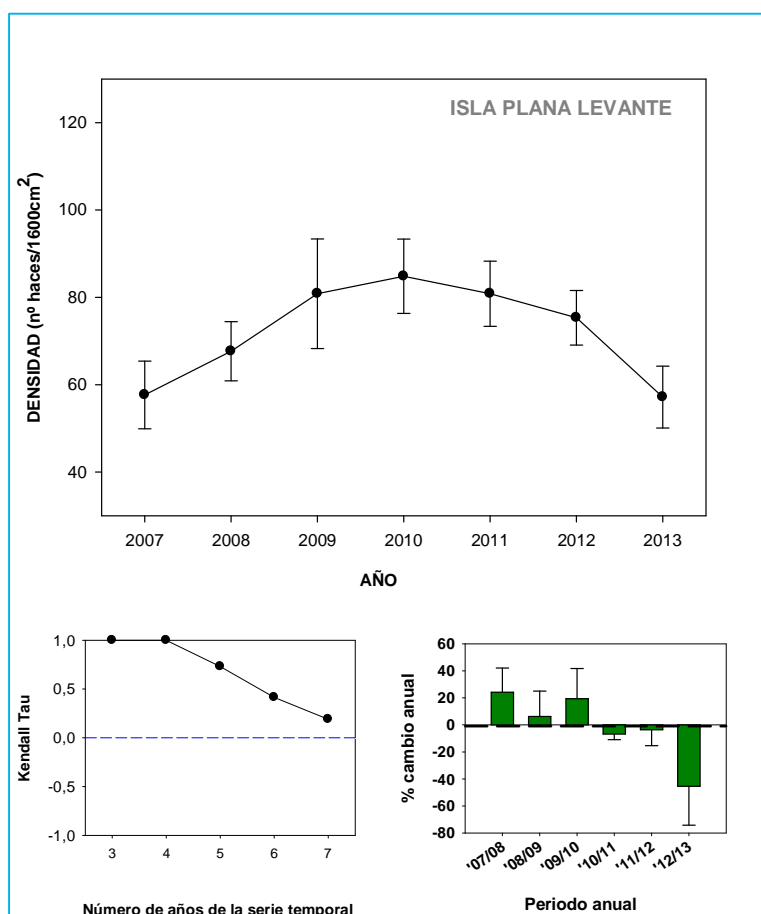 ISLA PLANA LEVANTE
DENSIDAD (nº haces/1600cm²)
120
100
80
60
40
2007 2008 2009 2010 2011 2012 2013
AÑO
Kendall Tau
1,0
0,5
0,0
-0,5
-1,0
3 4 5 6 7
Número de años de la serie temporal
% cambio anual
60
40
20
0
-20
-40
-60
-80
'07/08 '08/09 '09/10 '10/11 '11/12 '12/13
Periodo anual